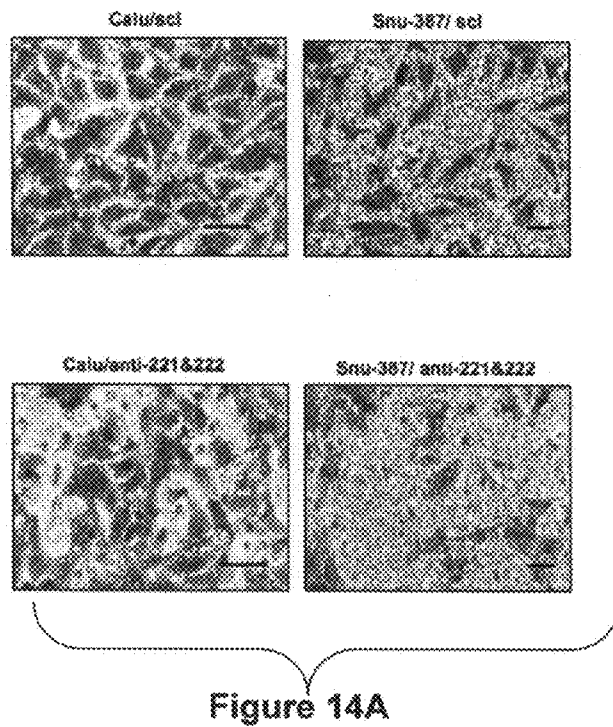 Calu/scl
Snu-387/ scl
Calu/anti-221&222
Snu-387/ anti-221&222
Figure 14A